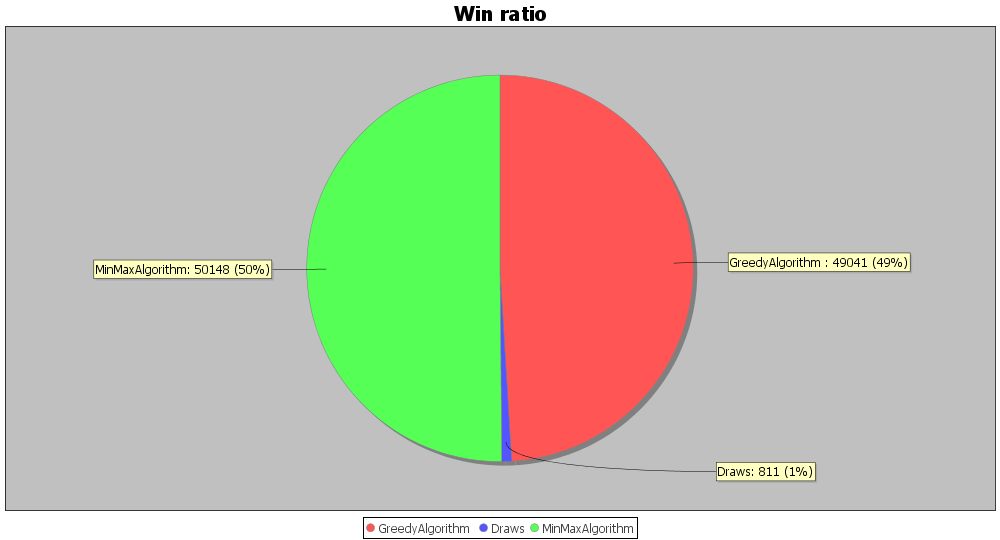 Win ratio
MinMaxAlgorithm: 50148 (50%)
GreedyAlgorithm : 49041 (49%)
Draws: 811 (1%)
GreedyAlgorithm Draws MinMaxAlgorithm